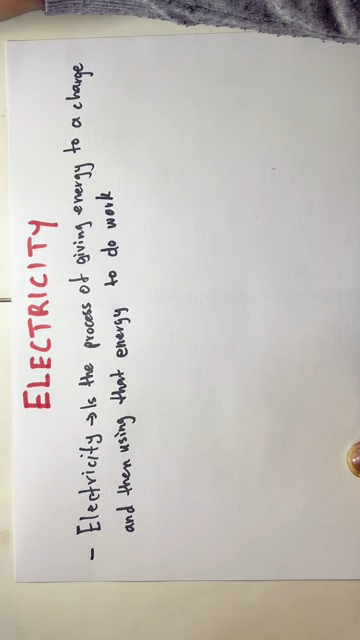 ELECTRICITY
- Electricity → Is the process of giving energy to a charge
and then using that energy to do work